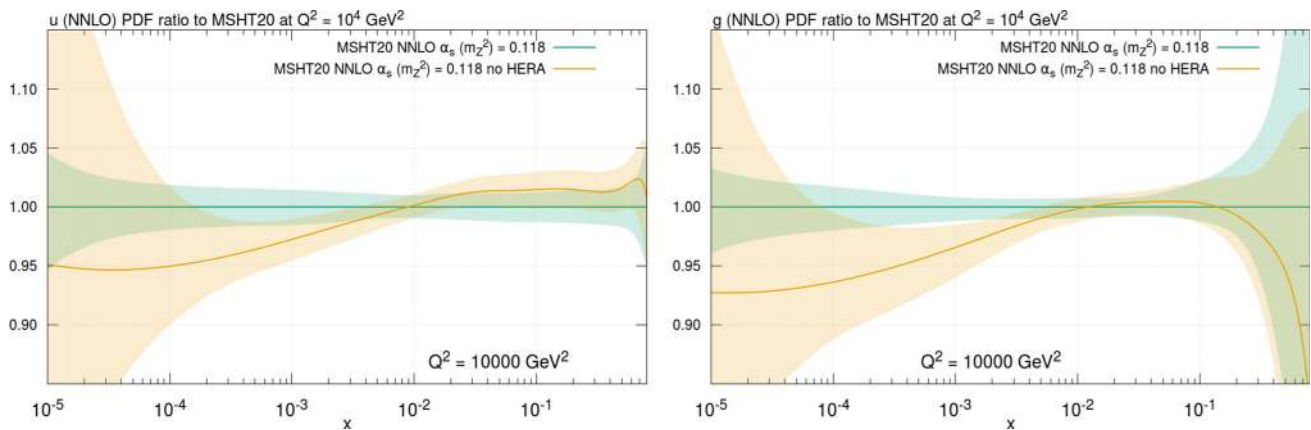 u (NNLO) PDF ratio to MSHT20 at Q² = 10⁴ GeV²
MSHT20 NNLO αₛ (m_Z²) = 0.118
MSHT20 NNLO αₛ (m_Z²) = 0.118 no HERA
1.10
1.05
1.00
0.95
0.90
Q² = 10000 GeV²
10⁻⁵ 10⁻⁴ 10⁻³ 10⁻² 10⁻¹
x
g (NNLO) PDF ratio to MSHT20 at Q² = 10⁴ GeV²
MSHT20 NNLO αₛ (m_Z²) = 0.118
MSHT20 NNLO αₛ (m_Z²) = 0.118 no HERA
1.10
1.05
1.00
0.95
0.90
Q² = 10000 GeV²
10⁻⁵ 10⁻⁴ 10⁻³ 10⁻² 10⁻¹
x